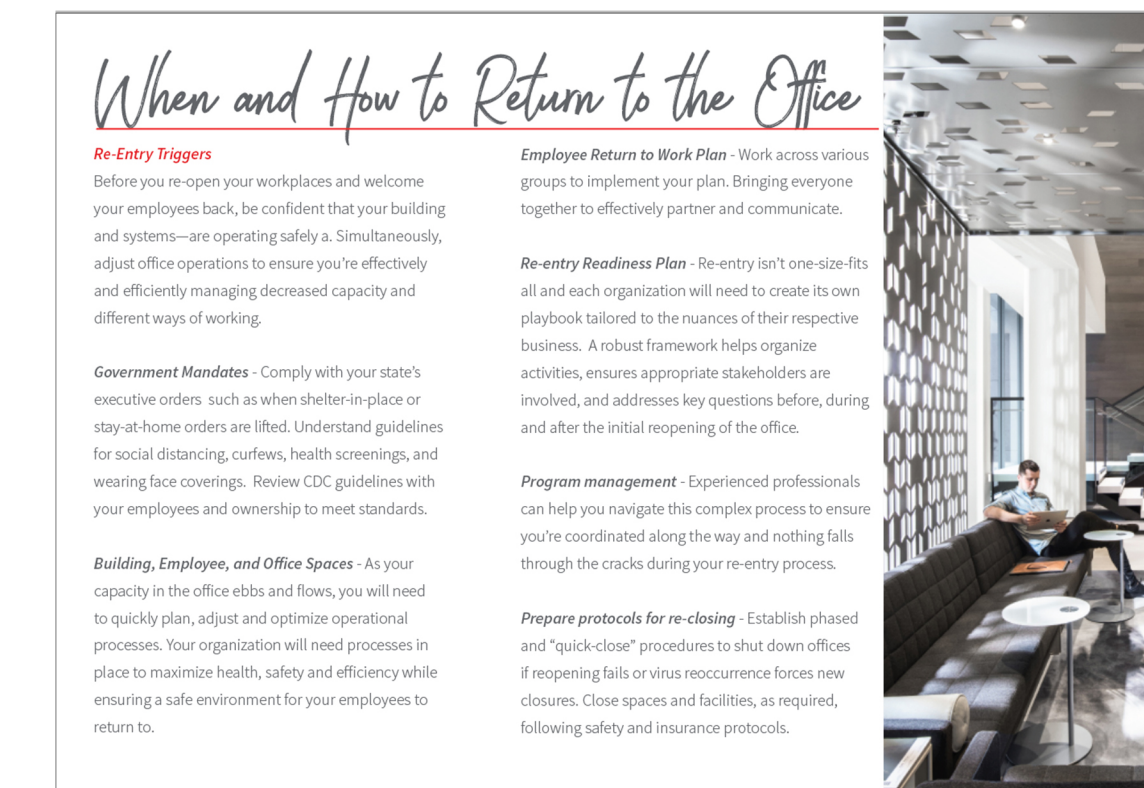 When and How to Return to the Office
Re-Entry Triggers
Before you re-open your workplaces and welcome
your employees back, be confident that your building
and systems—are operating safely a. Simultaneously,
adjust office operations to ensure you’re effectively
and efficiently managing decreased capacity and
different ways of working.
Government Mandates - Comply with your state’s
executive orders  such as when shelter-in-place or
stay-at-home orders are lifted. Understand guidelines
for social distancing, curfews, health screenings, and
wearing face coverings.  Review CDC guidelines with
your employees and ownership to meet standards.
Building, Employee, and Office Spaces - As your
capacity in the office ebbs and flows, you will need
to quickly plan, adjust and optimize operational
processes. Your organization will need processes in
place to maximize health, safety and efficiency while
ensuring a safe environment for your employees to
return to.
Employee Return to Work Plan - Work across various
groups to implement your plan. Bringing everyone
together to effectively partner and communicate.
Re-entry Readiness Plan - Re-entry isn’t one-size-fits
all and each organization will need to create its own
playbook tailored to the nuances of their respective
business.  A robust framework helps organize
activities, ensures appropriate stakeholders are
involved, and addresses key questions before, during
and after the initial reopening of the office.
Program management - Experienced professionals
can help you navigate this complex process to ensure
you’re coordinated along the way and nothing falls
through the cracks during your re-entry process.
Prepare protocols for re-closing - Establish phased
and “quick-close” procedures to shut down offices
if reopening fails or virus reoccurrence forces new
closures. Close spaces and facilities, as required,
following safety and insurance protocols.